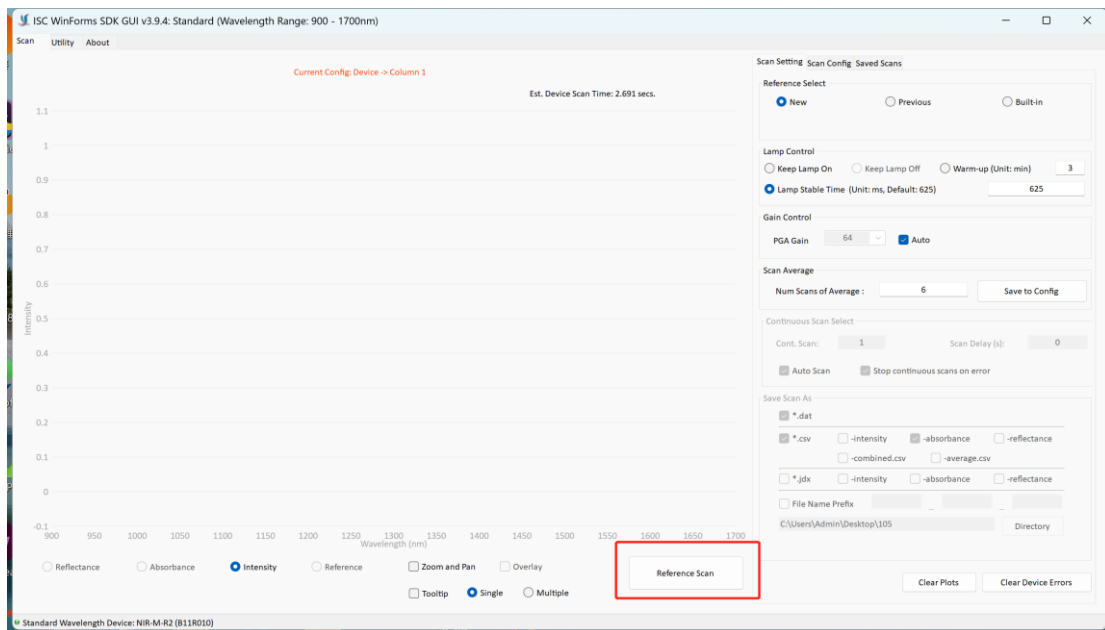 ISC WinForms SDK GUI v3.9.4: Standard (Wavelength Range: 900 - 1700nm)
Scan Utility About
Current Config: Device -> Column 1
Est. Device Scan Time: 2.691 secs.
1.1
1
0.9
0.8
0.7
0.6
0.5
0.4
0.3
0.2
0.1
0
-0.1
Intensity
900 950 1000 1050 1100 1150 1200 1250 1300 1350 1400 1450 1500 1550 1600 1650 1700
Wavelength (nm)
Reflectance Absorbance Intensity Reference Zoom and Pan Overlay
Tooltip Single Multiple
Reference Scan
Scan Setting Scan Config Saved Scans
Reference Select
New Previous Built-in
Lamp Control
Keep Lamp On Keep Lamp Off Warm-up (Unit: min) 3
Lamp Stable Time (Unit: ms, Default: 625) 625
Gain Control
PGA Gain 64 Auto
Scan Average
Num Scans of Average : 6 Save to Config
Continuous Scan Select
Cont. Scan: 1 Scan Delay (s): 0
Auto Scan Stop continuous scans on error
Save Scan As
*.dat
*.csv -intensity -absorbance -reflectance
-combined.csv -average.csv
*.jdx -intensity -absorbance -reflectance
File Name Prefix _ _
C:\Users\Admin\Desktop\105 Directory
Clear Plots Clear Device Errors
Standard Wavelength Device: NIR-M-R2 (B11R010)